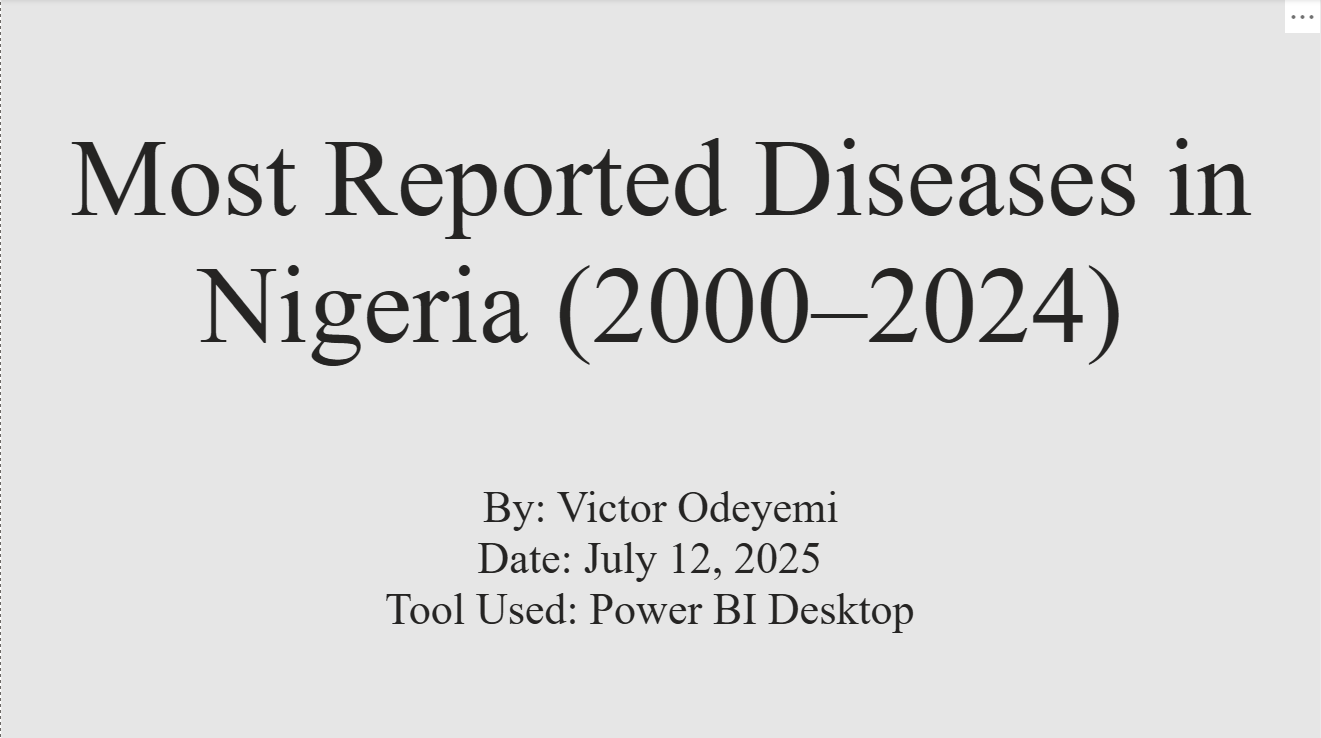 Most Reported Diseases in
Nigeria (2000–2024)
By: Victor Odeyemi
Date: July 12, 2025
Tool Used: Power BI Desktop